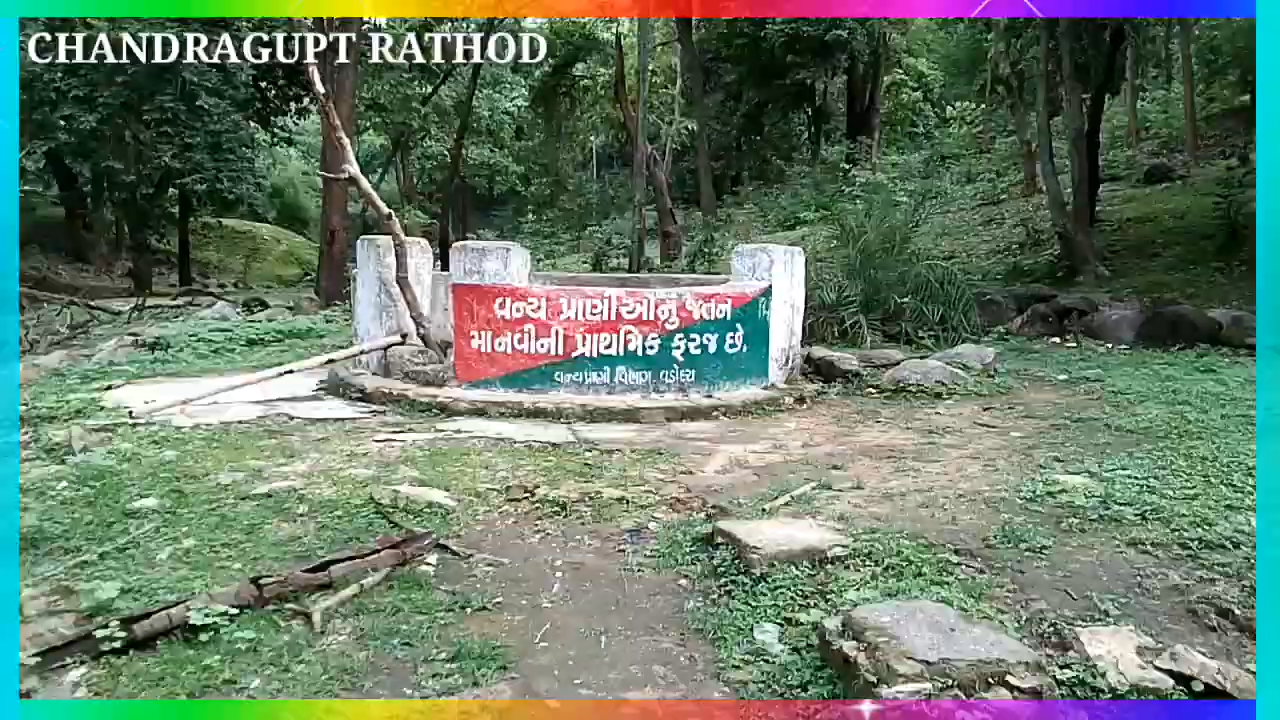 CHANDRAGUPT RATHOD
વન્ય પ્રાણીઓનુ જતન
માનવીની પ્રાથમિક ફરજ છે.
વન્યપ્રાણી વિભાગ. વડોદરા